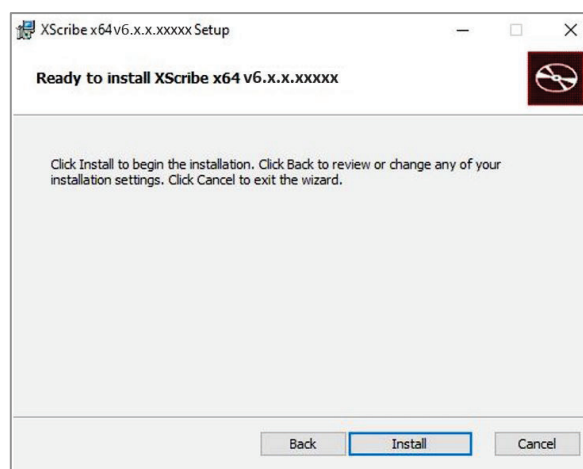 XScribe x64 v6.x.x.xxxxx Setup
Ready to install XScribe x64 v6.x.x.xxxxx
Click Install to begin the installation. Click Back to review or change any of your
installation settings. Click Cancel to exit the wizard.
Back Install Cancel